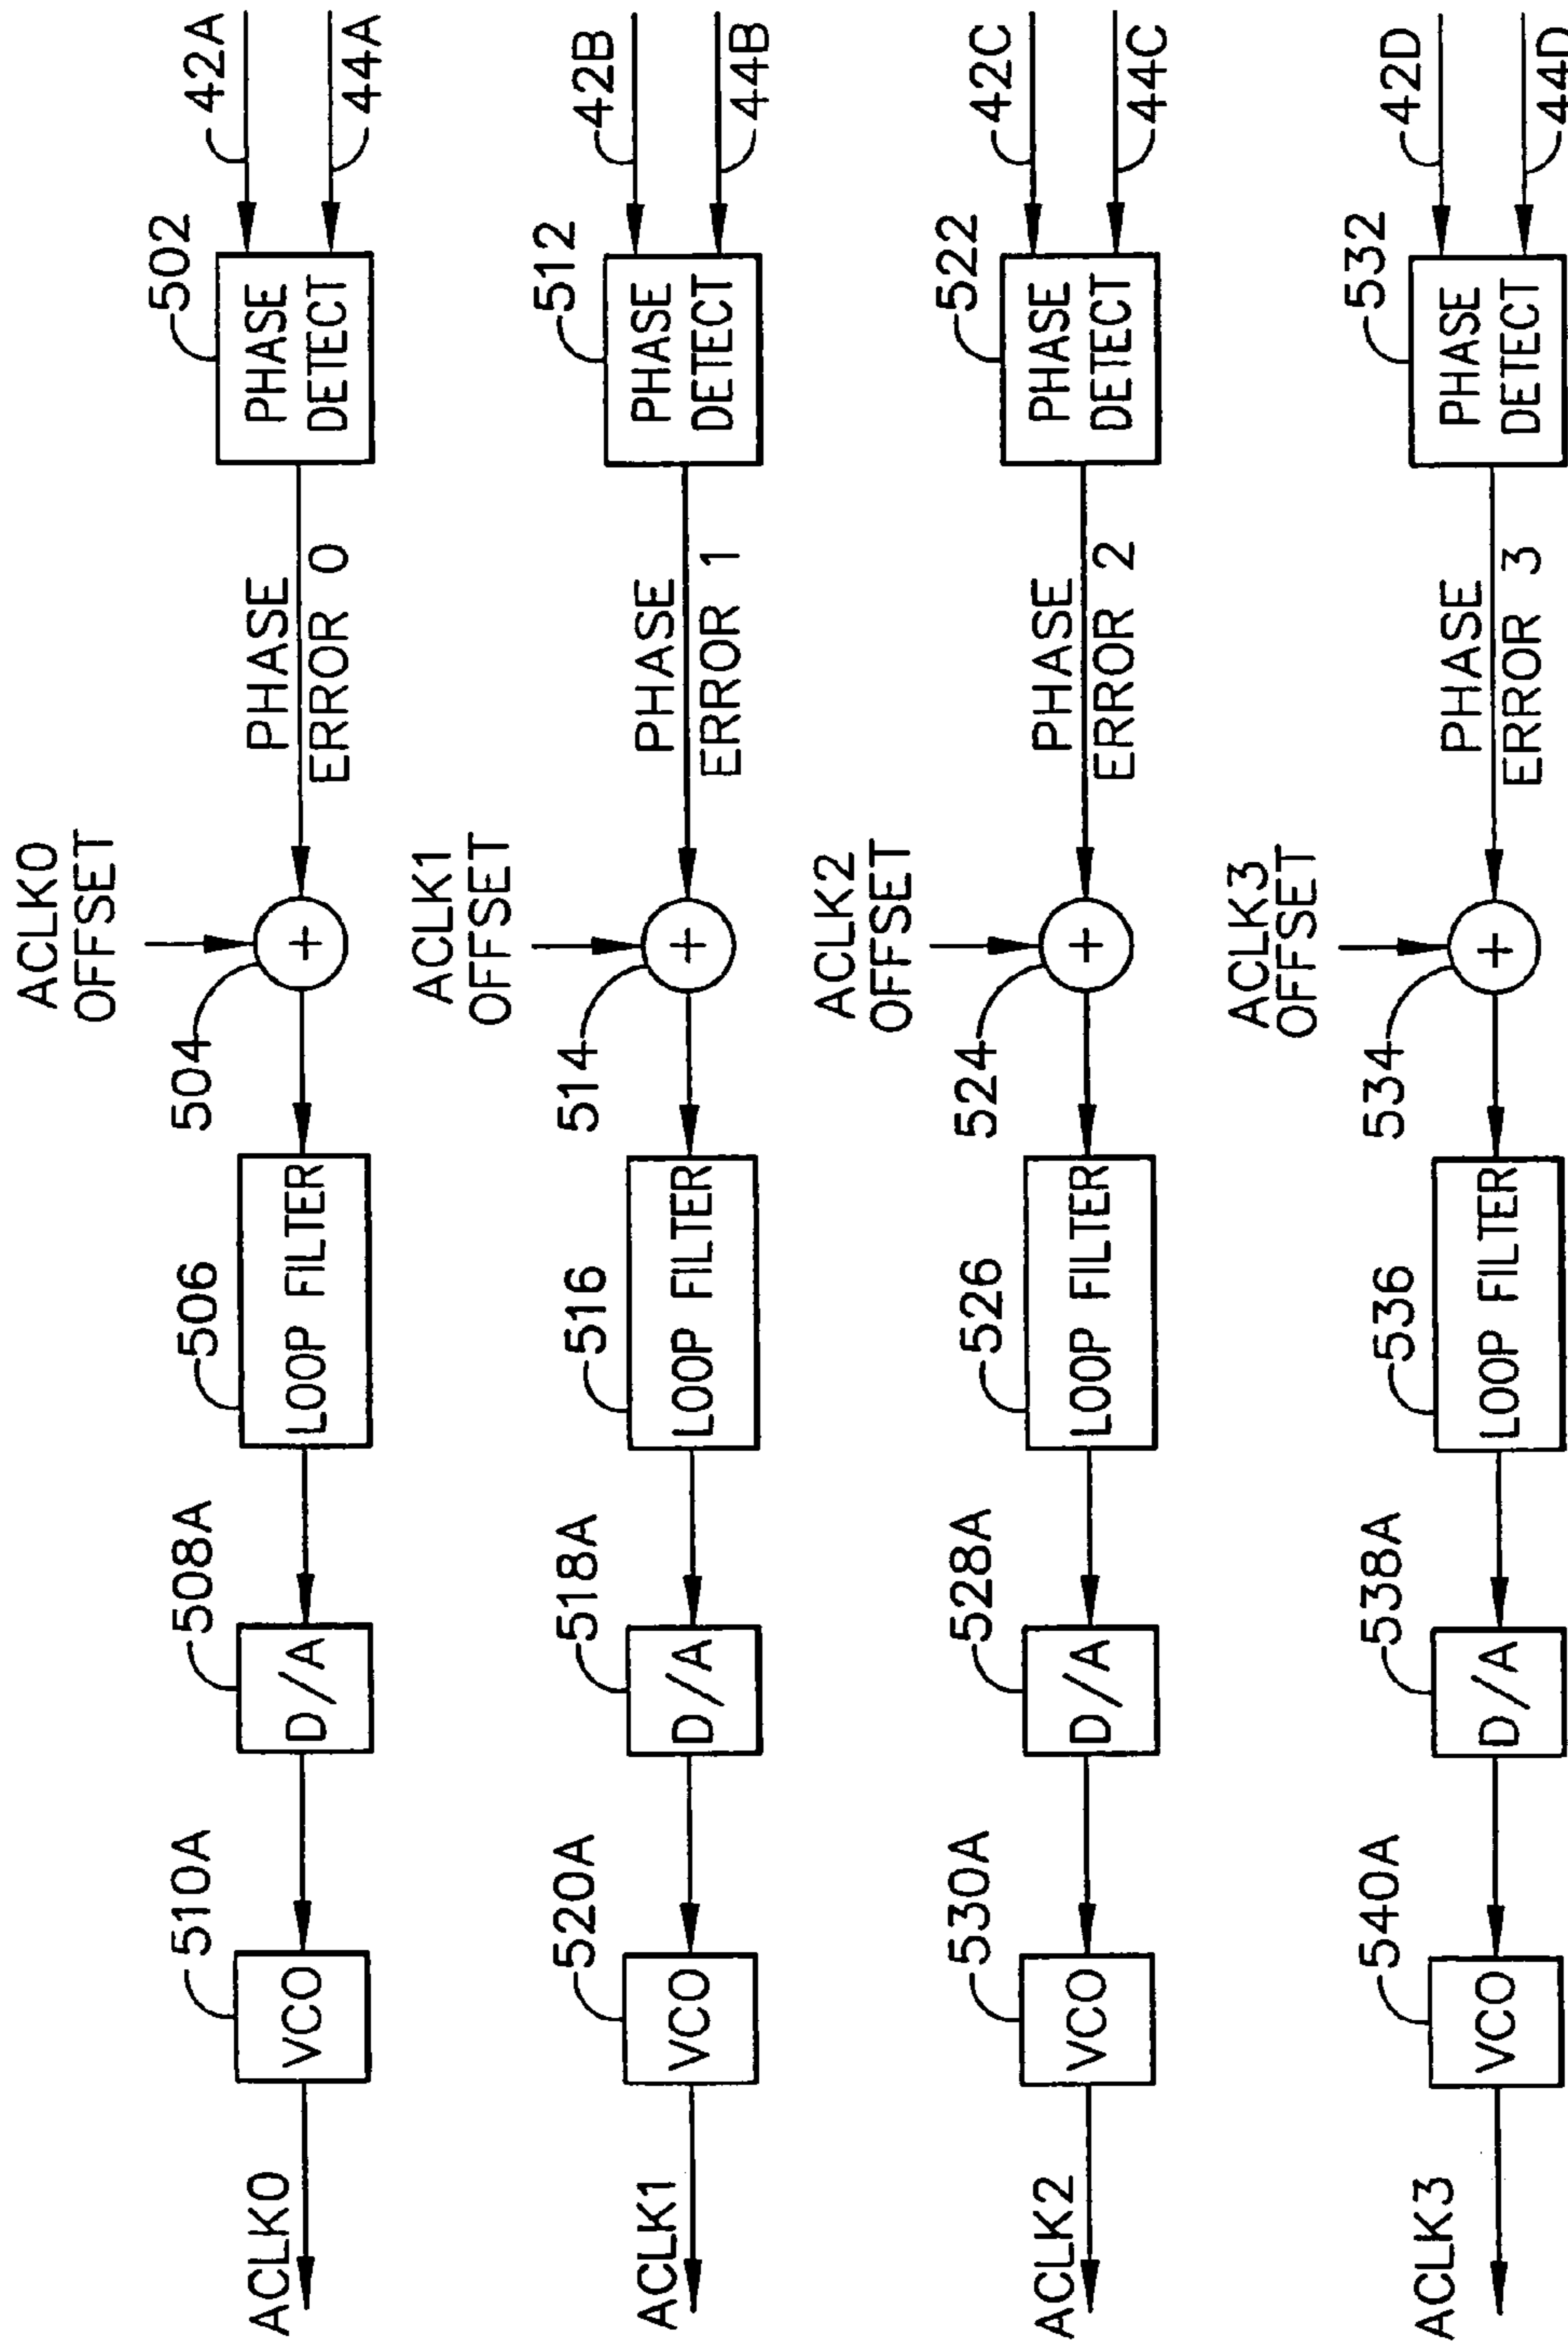 ACLK0
OFFSET
ACLK0
510A
508A
506
504
502
42A
VCO
D/A
LOOP FILTER
+
PHASE
ERROR 0
PHASE
DETECT
44A
ACLK1
OFFSET
ACLK1
520A
518A
516
514
512
42B
VCO
D/A
LOOP FILTER
+
PHASE
ERROR 1
PHASE
DETECT
44B
ACLK2
OFFSET
ACLK2
530A
528A
526
524
522
42C
VCO
D/A
LOOP FILTER
+
PHASE
ERROR 2
PHASE
DETECT
44C
ACLK3
OFFSET
ACLK3
540A
538A
536
534
532
42D
VCO
D/A
LOOP FILTER
+
PHASE
ERROR 3
PHASE
DETECT
44D